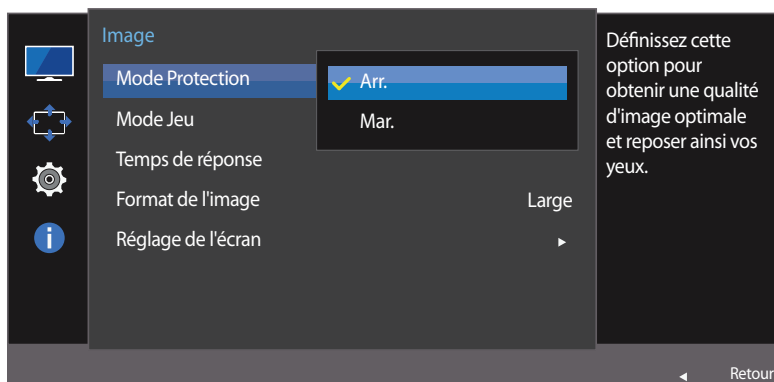 Image
Mode Protection
Arr.
Mode Jeu
Mar.
Temps de réponse
Format de l'image
Large
Réglage de l'écran
Définissez cette
option pour
obtenir une qualité
d'image optimale
et reposer ainsi vos
yeux.
Retour